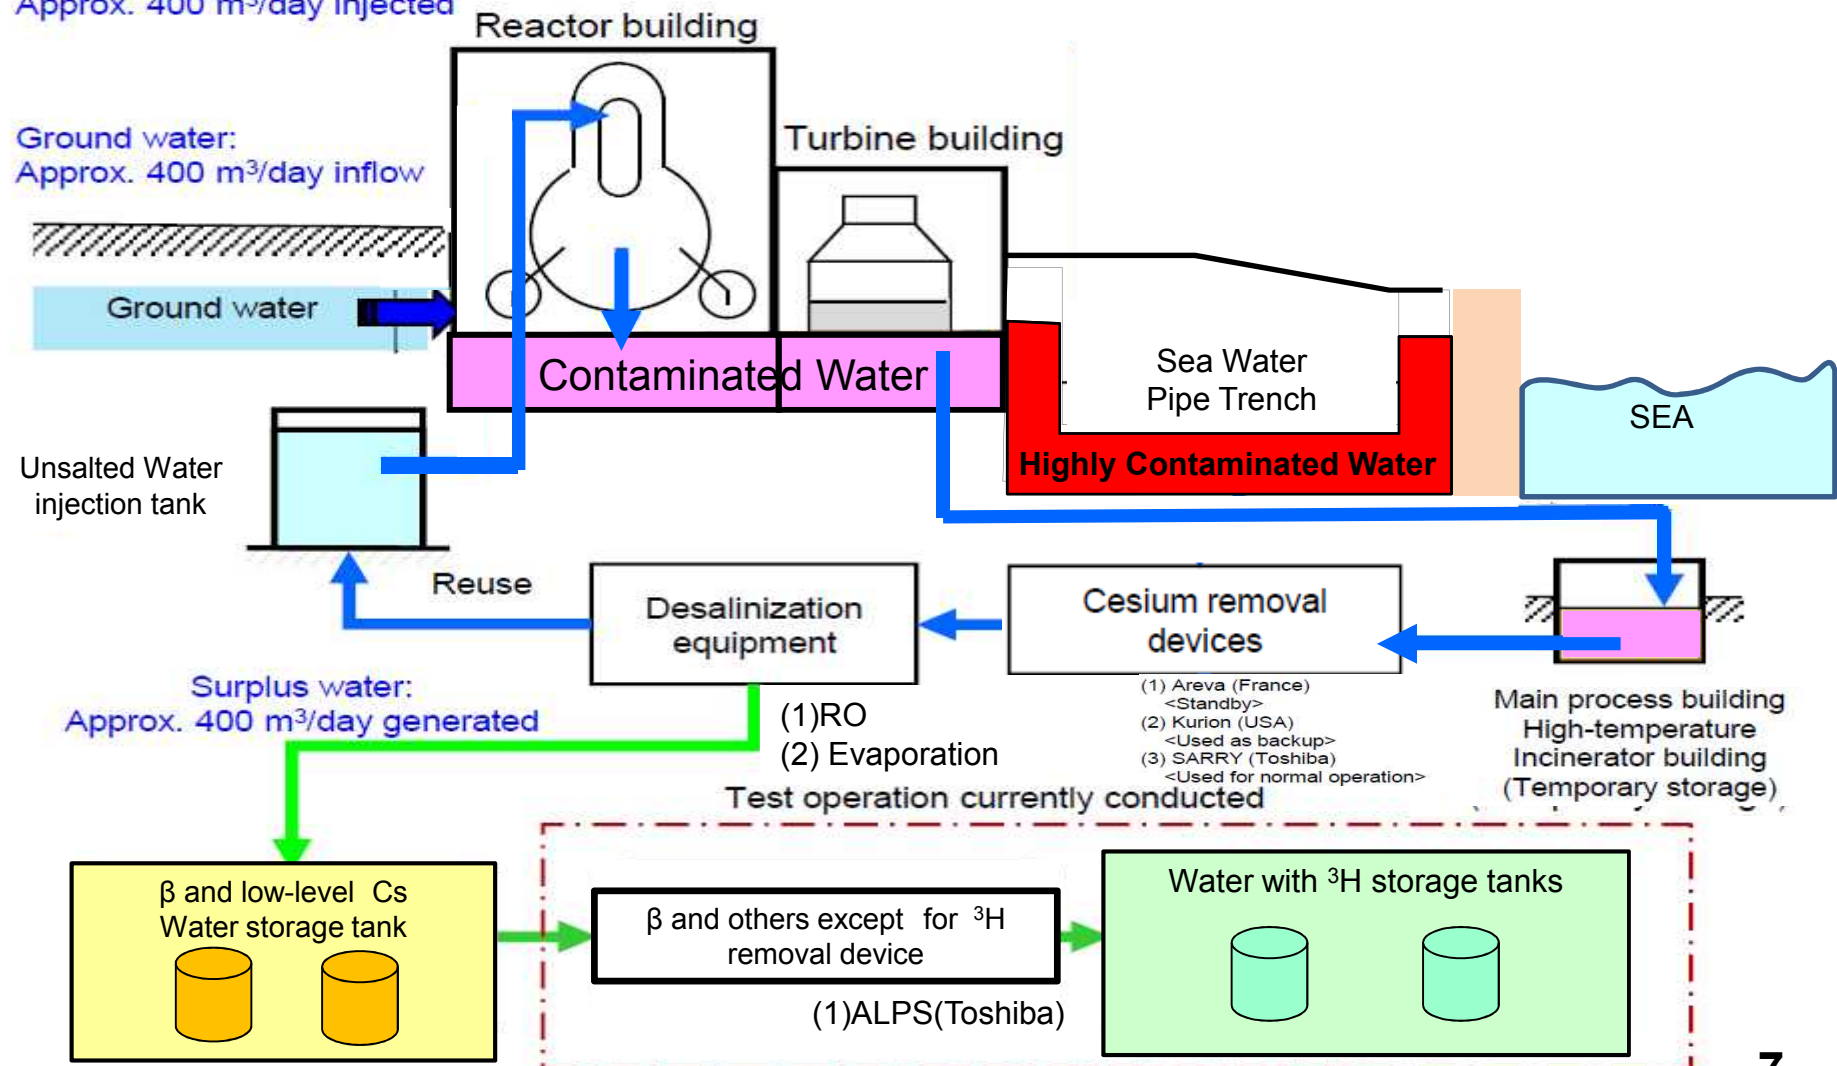 Approx. 400 m³/day injected
Reactor building
Ground water:
Approx. 400 m³/day inflow
Turbine building
Ground water
Contaminated Water
Sea Water
Pipe Trench
SEA
Highly Contaminated Water
Unsalted Water
injection tank
Reuse
Desalinization
equipment
Cesium removal
devices
Surplus water:
Approx. 400 m³/day generated
(1)RO
(2) Evaporation
(1) Areva (France)
<Standby>
(2) Kurion (USA)
<Used as backup>
(3) SARRY (Toshiba)
<Used for normal operation>
Main process building
High-temperature
Incinerator building
(Temporary storage)
Test operation currently conducted
β and low-level Cs
Water storage tank
β and others except for ³H
removal device
(1)ALPS(Toshiba)
Water with ³H storage tanks
7